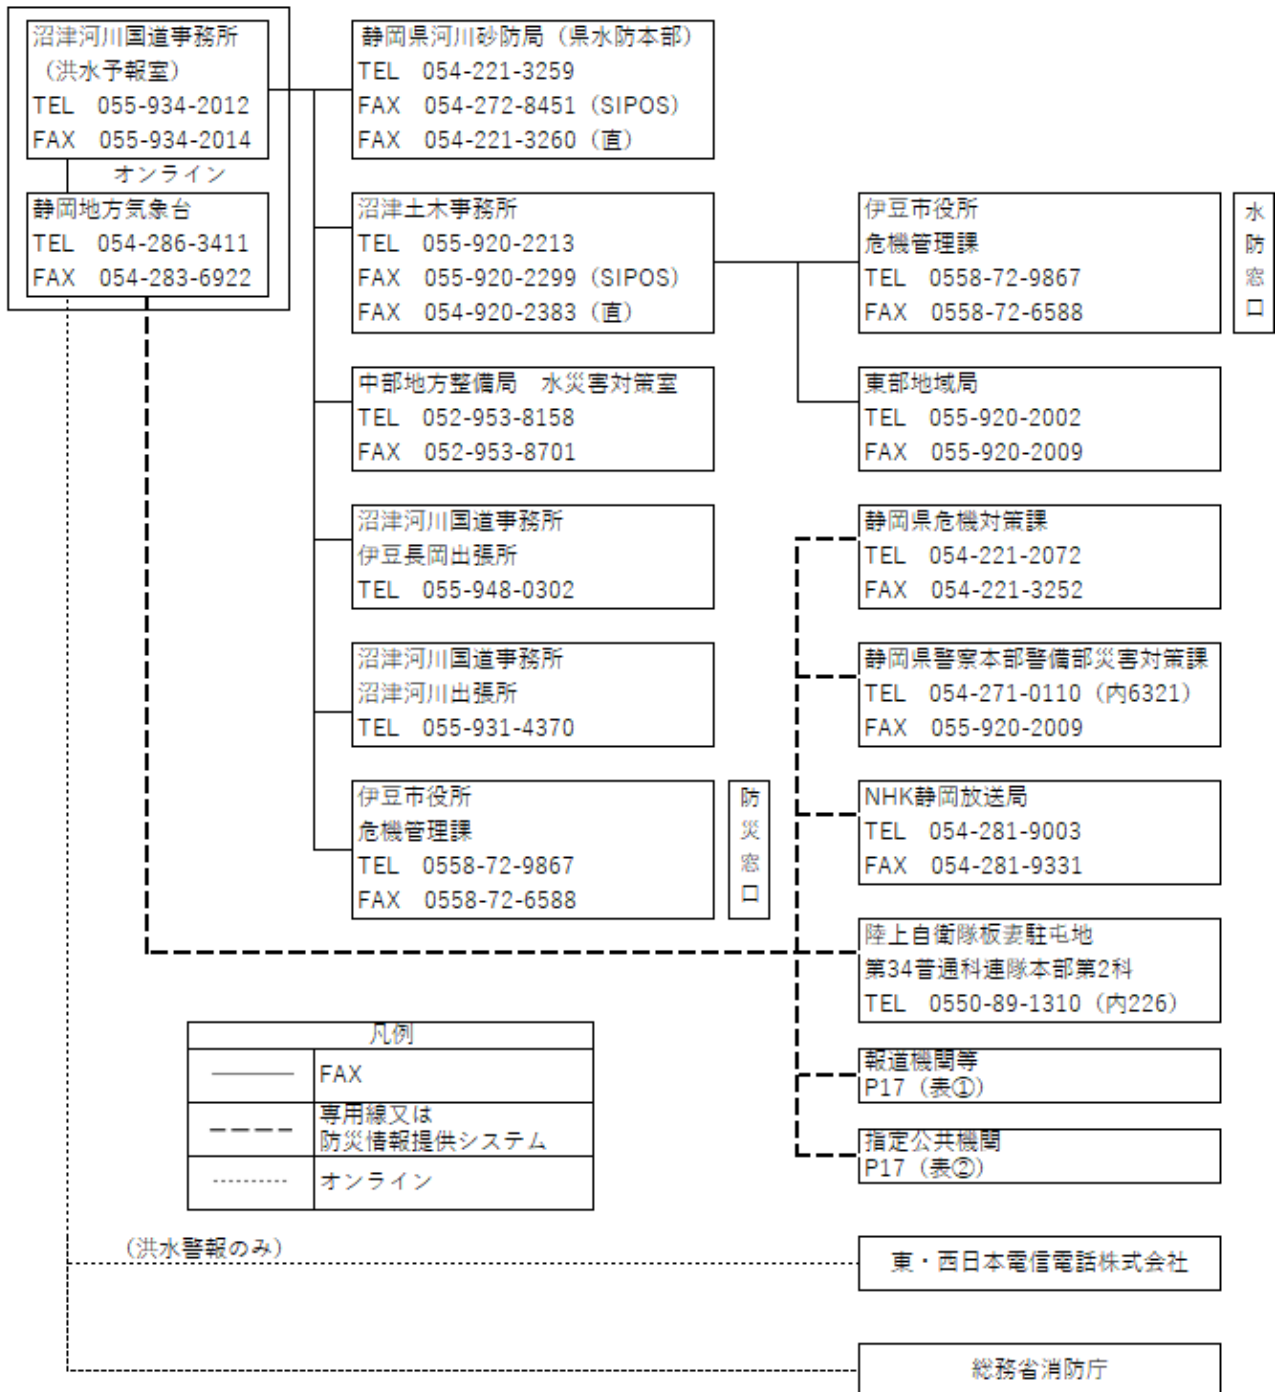 沼津河川国道事務所
（洪水予報室）
TEL　055-934-2012
FAX　055-934-2014
オンライン
静岡地方気象台
TEL　054-286-3411
FAX　054-283-6922
静岡県河川砂防局（県水防本部）
TEL　054-221-3259
FAX　054-272-8451（SIPOS）
FAX　054-221-3260（直）
沼津土木事務所
TEL　055-920-2213
FAX　055-920-2299（SIPOS）
FAX　054-920-2383（直）
伊豆市役所
危機管理課
TEL　0558-72-9867
FAX　0558-72-6588
水防窓口
中部地方整備局　水災害対策室
TEL　052-953-8158
FAX　052-953-8701
東部地域局
TEL　055-920-2002
FAX　055-920-2009
沼津河川国道事務所
伊豆長岡出張所
TEL　055-948-0302
静岡県危機対策課
TEL　054-221-2072
FAX　054-221-3252
沼津河川国道事務所
沼津河川出張所
TEL　055-931-4370
静岡県警察本部警備部災害対策課
TEL　054-271-0110（内6321）
FAX　055-920-2009
伊豆市役所
危機管理課
TEL　0558-72-9867
FAX　0558-72-6588
防災窓口
NHK静岡放送局
TEL　054-281-9003
FAX　054-281-9331
陸上自衛隊板妻駐屯地
第34普通科連隊本部第2科
TEL　0550-89-1310（内226）
報道機関等
P17（表①）
指定公共機関
P17（表②）
凡例
FAX
専用線又は
防災情報提供システム
オンライン
（洪水警報のみ）
東・西日本電信電話株式会社
総務省消防庁